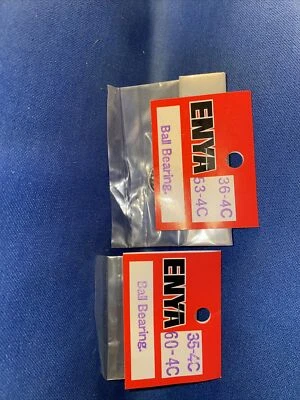 ENYA
36-4C
53-4C
Ball Bearing.
ENYA
35-4C
60-4C
Ball Bearing.